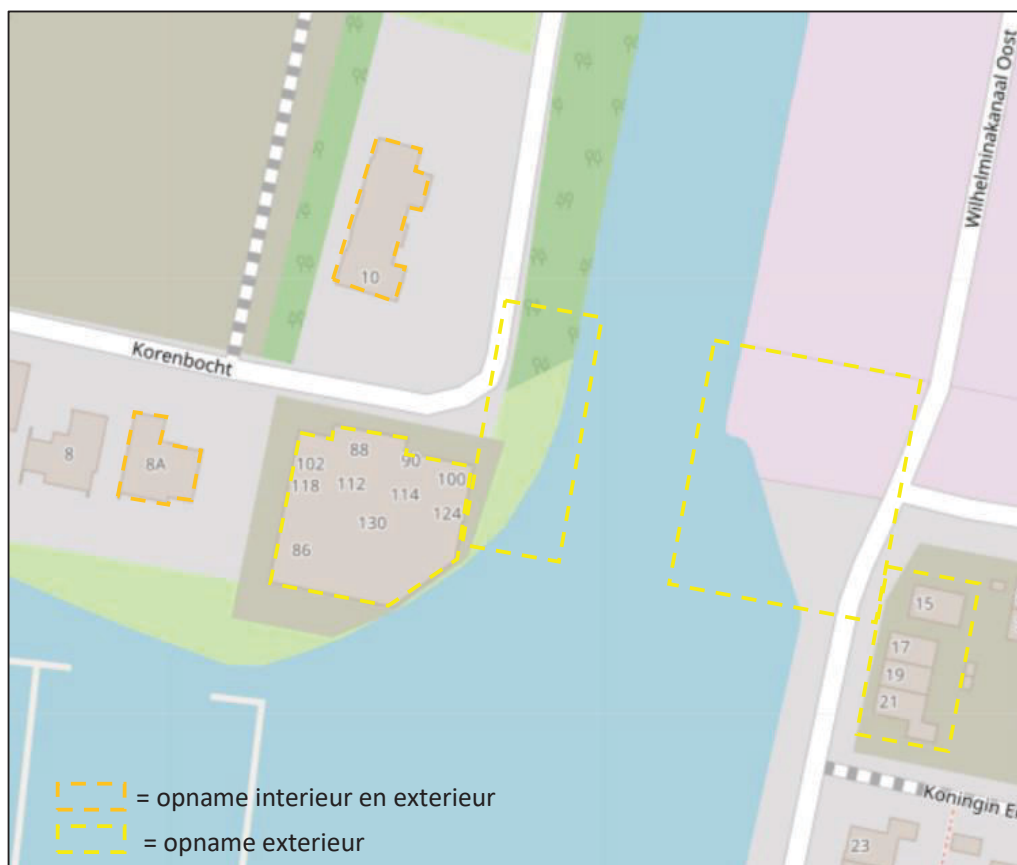 Wilhelminakanaal Oost
10
Korenbocht
8
8A
88
102
90
100
118
112
114
124
130
86
15
17
19
21
Koningin E
23
= opname interieur en exterieur
= opname exterieur